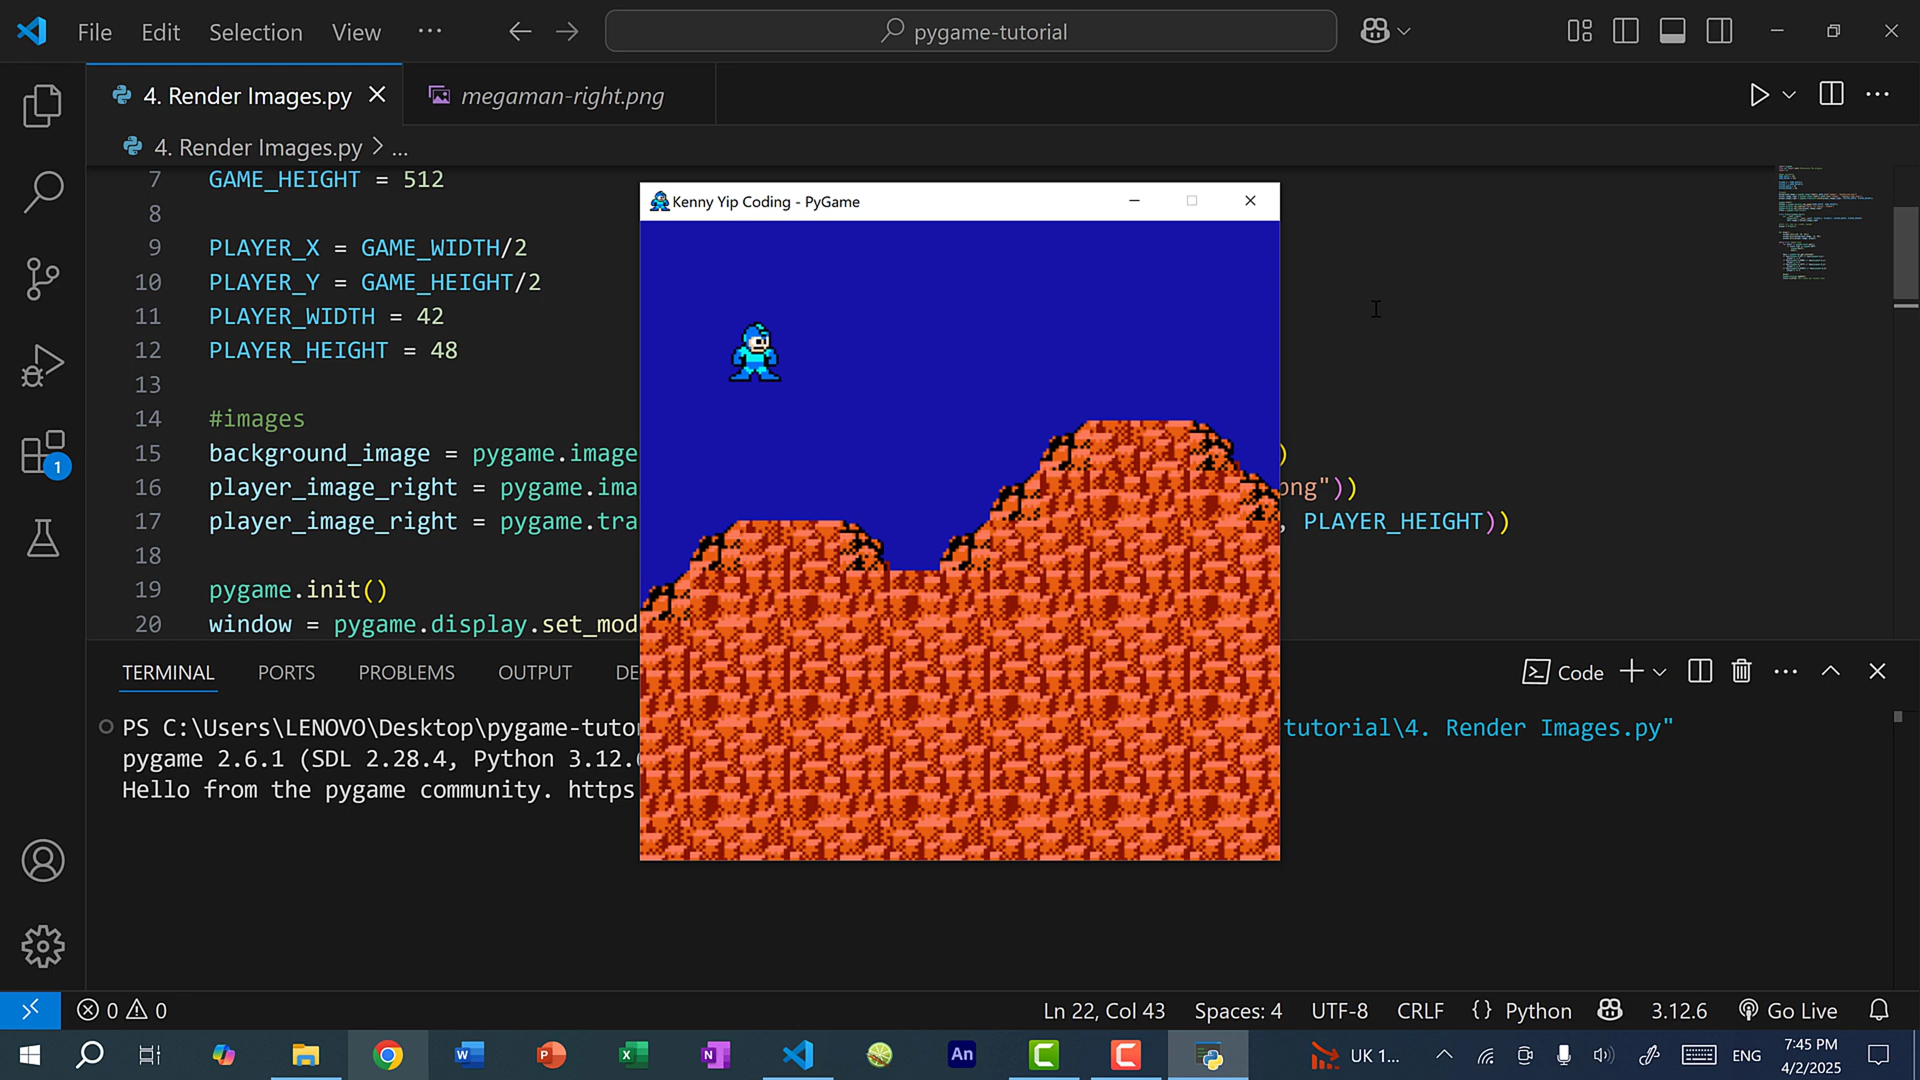 File Edit Selection View ... pygame-tutorial
4. Render Images.py megaman-right.png
4. Render Images.py > ...
7 GAME_HEIGHT = 512
8
9 PLAYER_X = GAME_WIDTH/2
10 PLAYER_Y = GAME_HEIGHT/2
11 PLAYER_WIDTH = 42
12 PLAYER_HEIGHT = 48
13
14 #images
15 background_image = pygame.image )
16 player_image_right = pygame.ima png"))
17 player_image_right = pygame.tra , PLAYER_HEIGHT))
18
19 pygame.init()
20 window = pygame.display.set_mod
Kenny Yip Coding - PyGame
TERMINAL PORTS PROBLEMS OUTPUT DE Code
PS C:\Users\LENOVO\Desktop\pygame-tuto tutorial\4. Render Images.py"
pygame 2.6.1 (SDL 2.28.4, Python 3.12.
Hello from the pygame community. https
1
0 0 Ln 22, Col 43 Spaces: 4 UTF-8 CRLF {} Python 3.12.6 Go Live
An UK 1... ENG 7:45 PM
4/2/2025